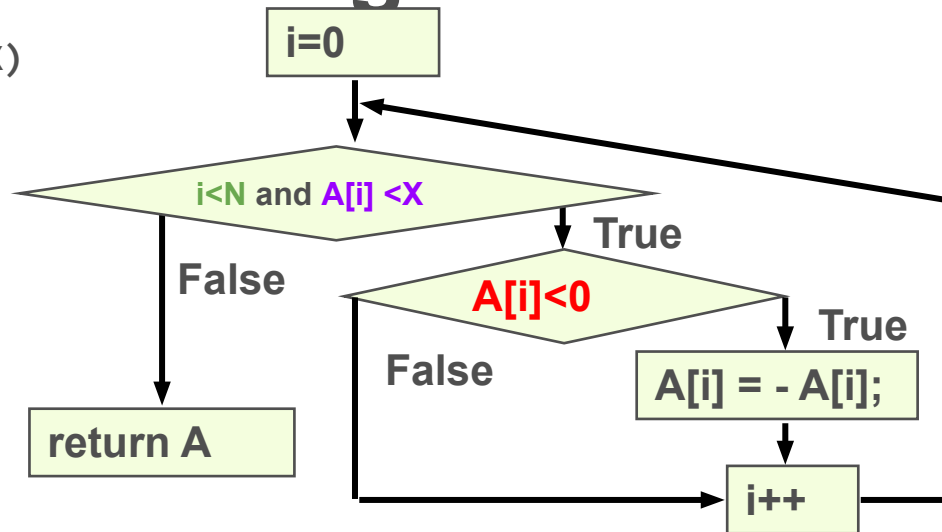 i=0
X)
i<N and A[i] <X
True
False
A[i]<0
True
False
A[i] = - A[i];
return A
i++